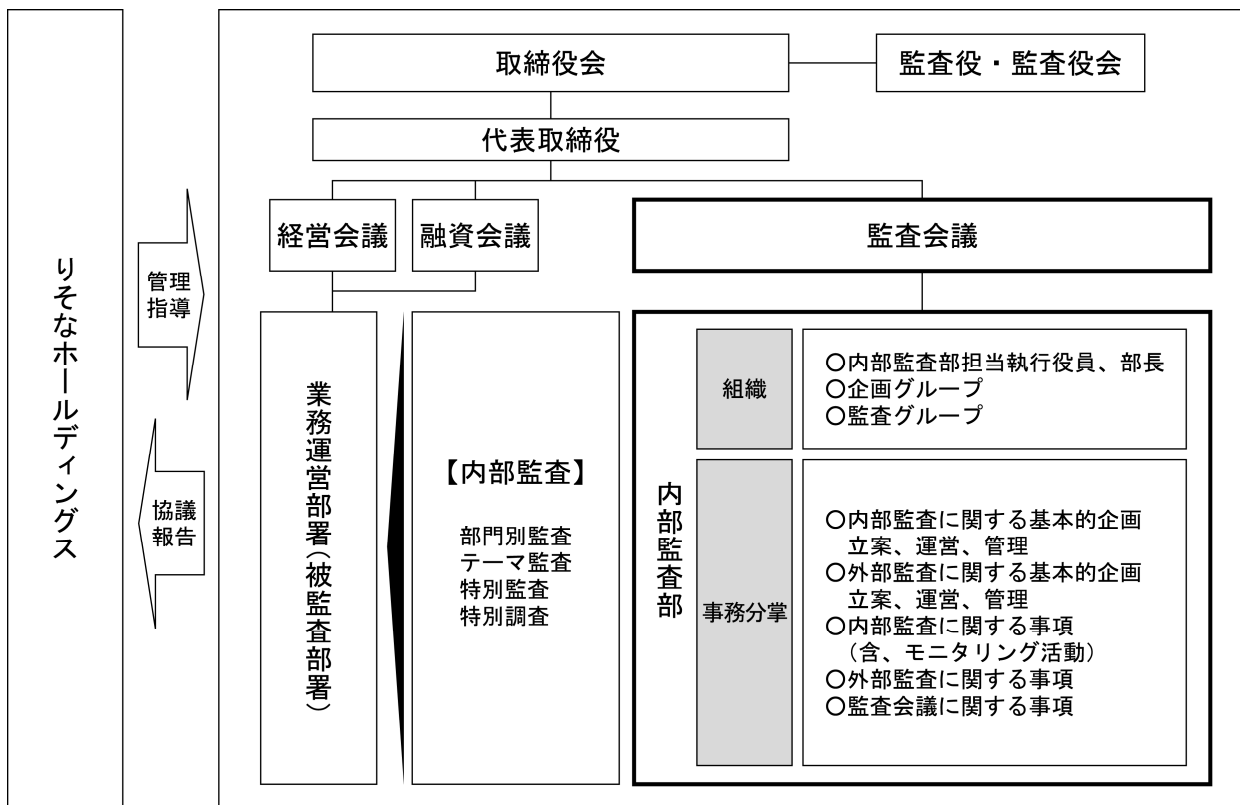 りそなホールディングス
管理
指導
協議
報告
取締役会
監査役・監査役会
代表取締役
経営会議
融資会議
監査会議
業務運営部署(被監査部署)
【内部監査】
部門別監査
テーマ監査
特別監査
特別調査
内部監査部
組織
○内部監査部担当執行役員、部長
○企画グループ
○監査グループ
事務分掌
○内部監査に関する基本的企画
立案、運営、管理
○外部監査に関する基本的企画
立案、運営、管理
○内部監査に関する事項
(含、モニタリング活動)
○外部監査に関する事項
○監査会議に関する事項